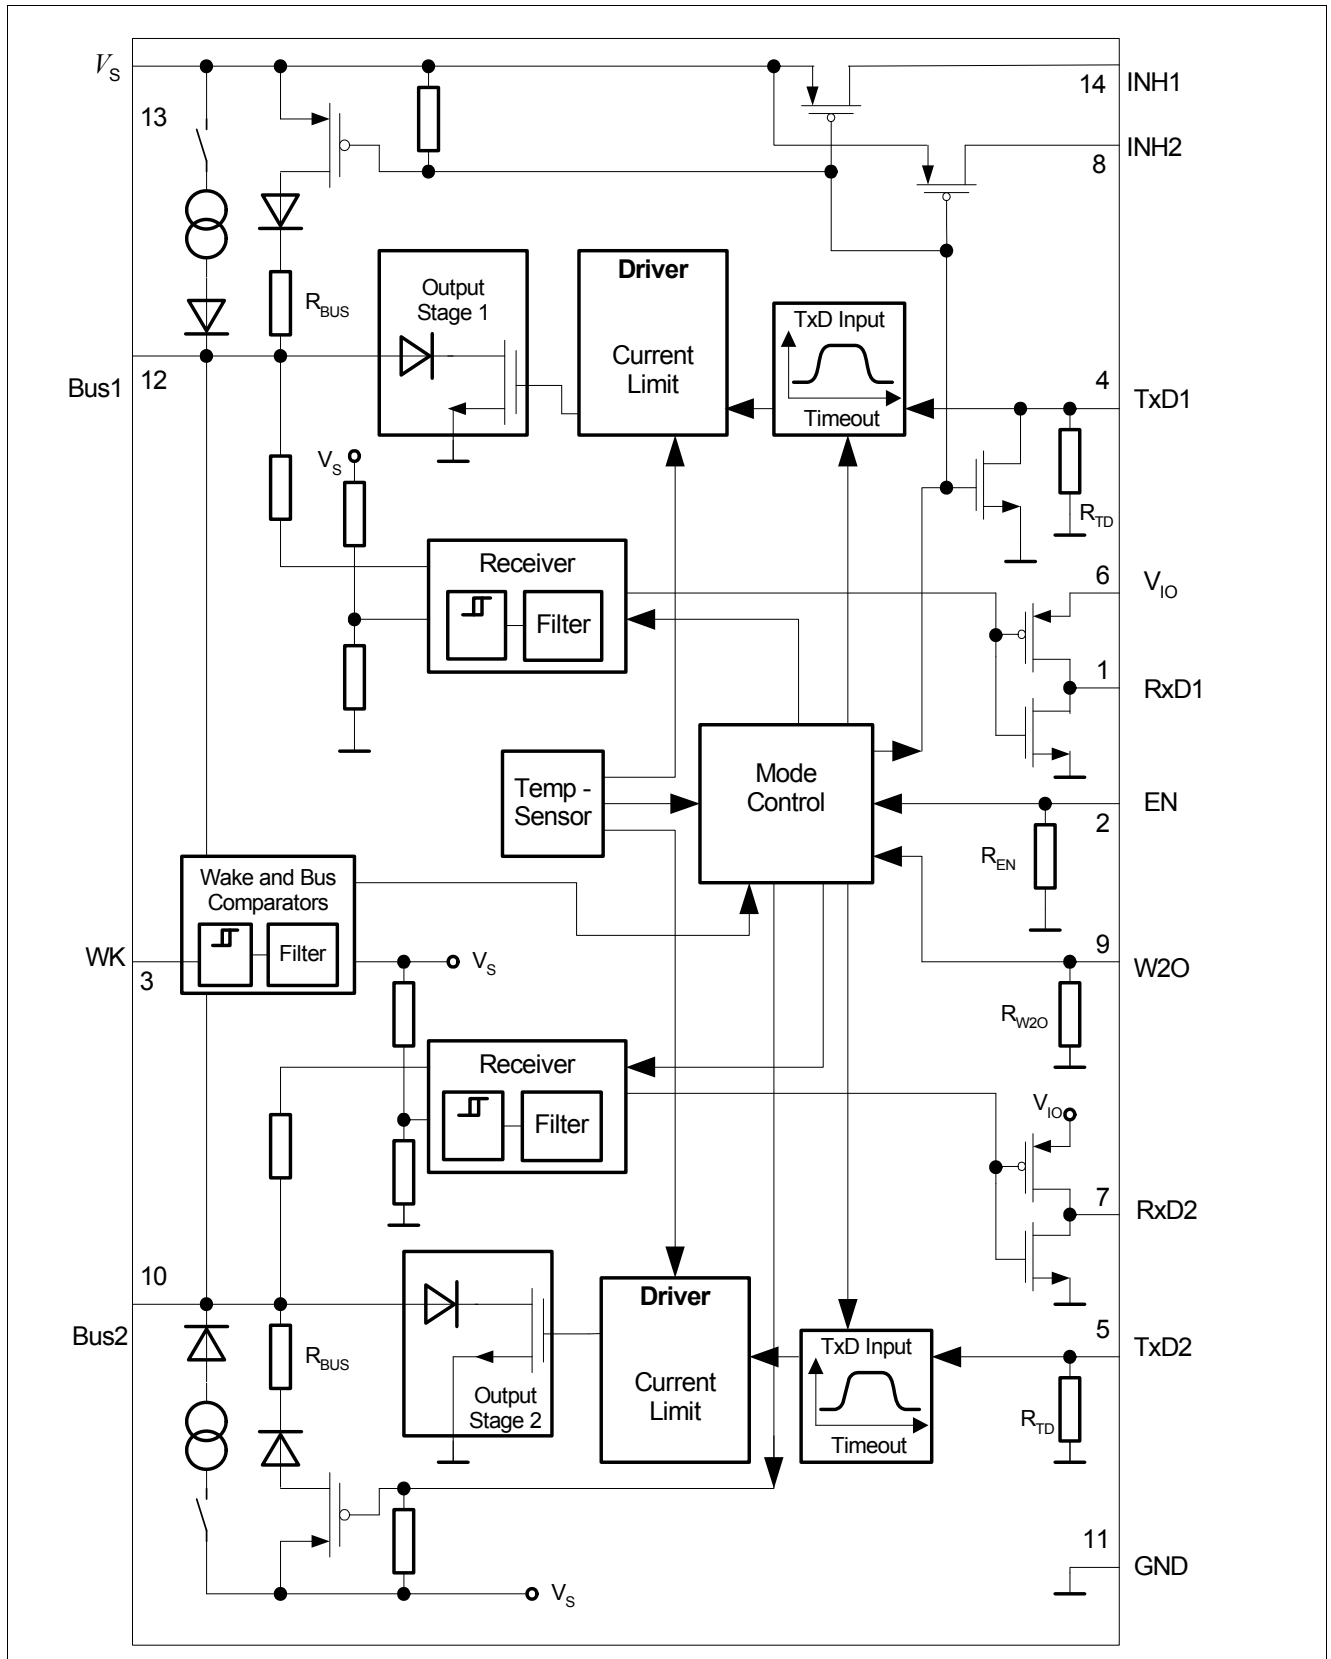 VS
13
14
INH1
INH2
8
RBUS
Output
Stage 1
Driver
Current
Limit
TxD Input
Timeout
Bus1
12
4
TxD1
VS
RTD
Receiver
Filter
6
VIO
1
RxD1
Temp -
Sensor
Mode
Control
EN
2
REN
Wake and Bus
Comparators
Filter
WK
3
VS
9
W2O
RW2O
Receiver
Filter
VIO
7
RxD2
10
Bus2
RBUS
Output
Stage 2
Driver
Current
Limit
TxD Input
Timeout
5
TxD2
RTD
VS
11
GND